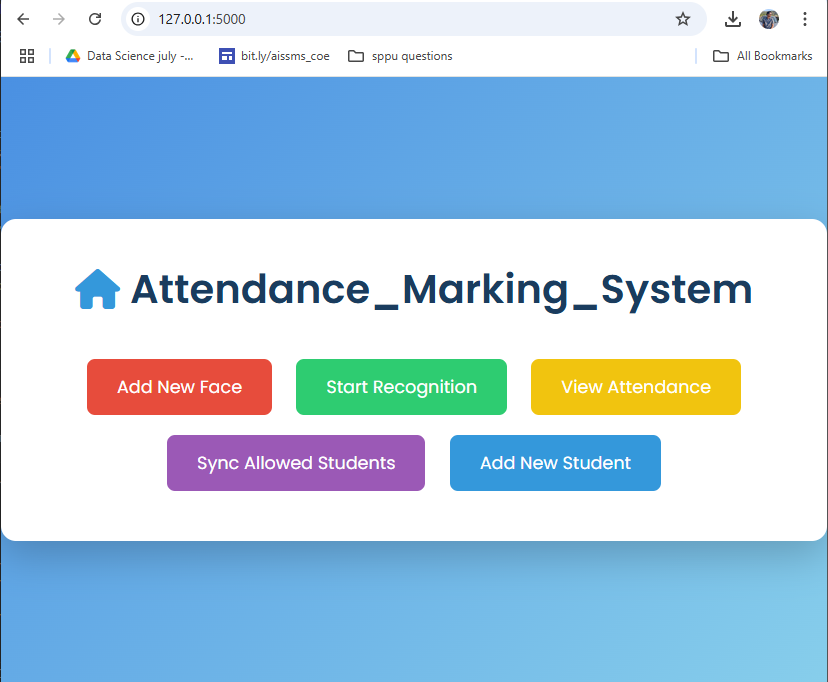 127.0.0.1:5000
Data Science july -... bit.ly/aissms_coe sppu questions All Bookmarks
Attendance_Marking_System
Add New Face Start Recognition View Attendance
Sync Allowed Students Add New Student